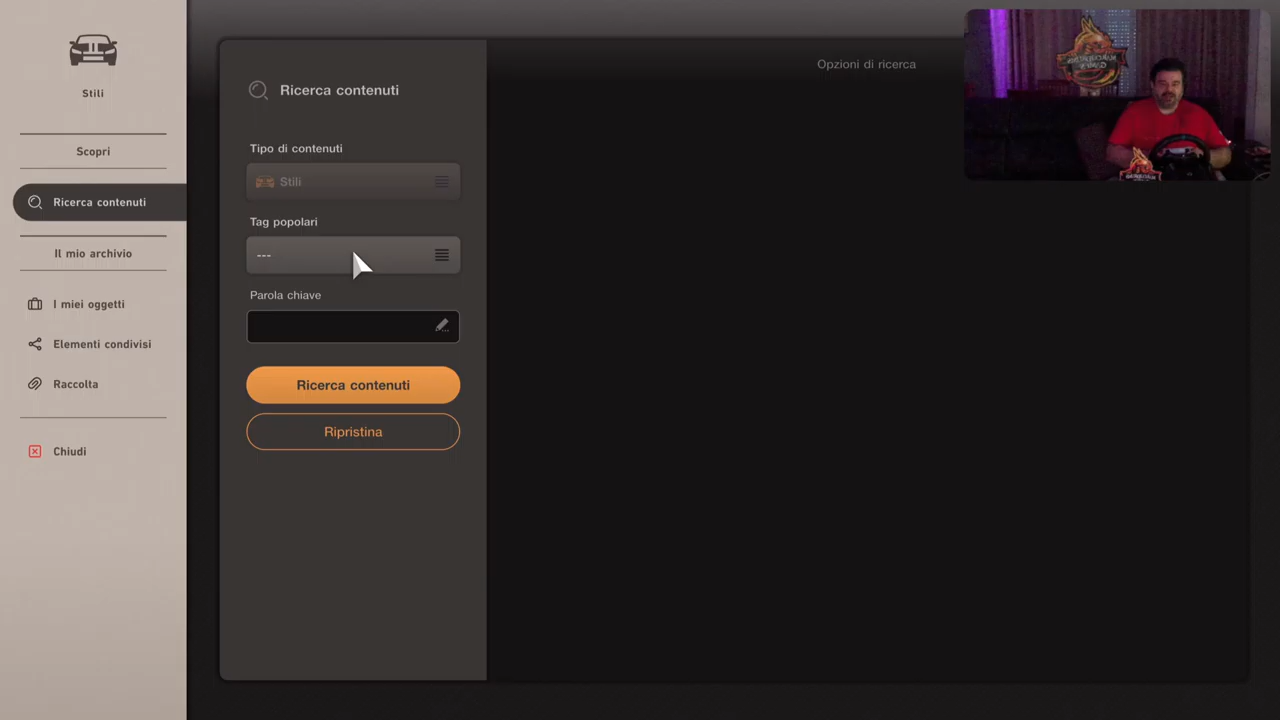 Stili
Scopri
Ricerca contenuti
Il mio archivio
I miei oggetti
Elementi condivisi
Raccolta
Chiudi
Ricerca contenuti
Tipo di contenuti
Stili
Tag popolari
---
Parola chiave
Ricerca contenuti
Ripristina
Opzioni di ricerca